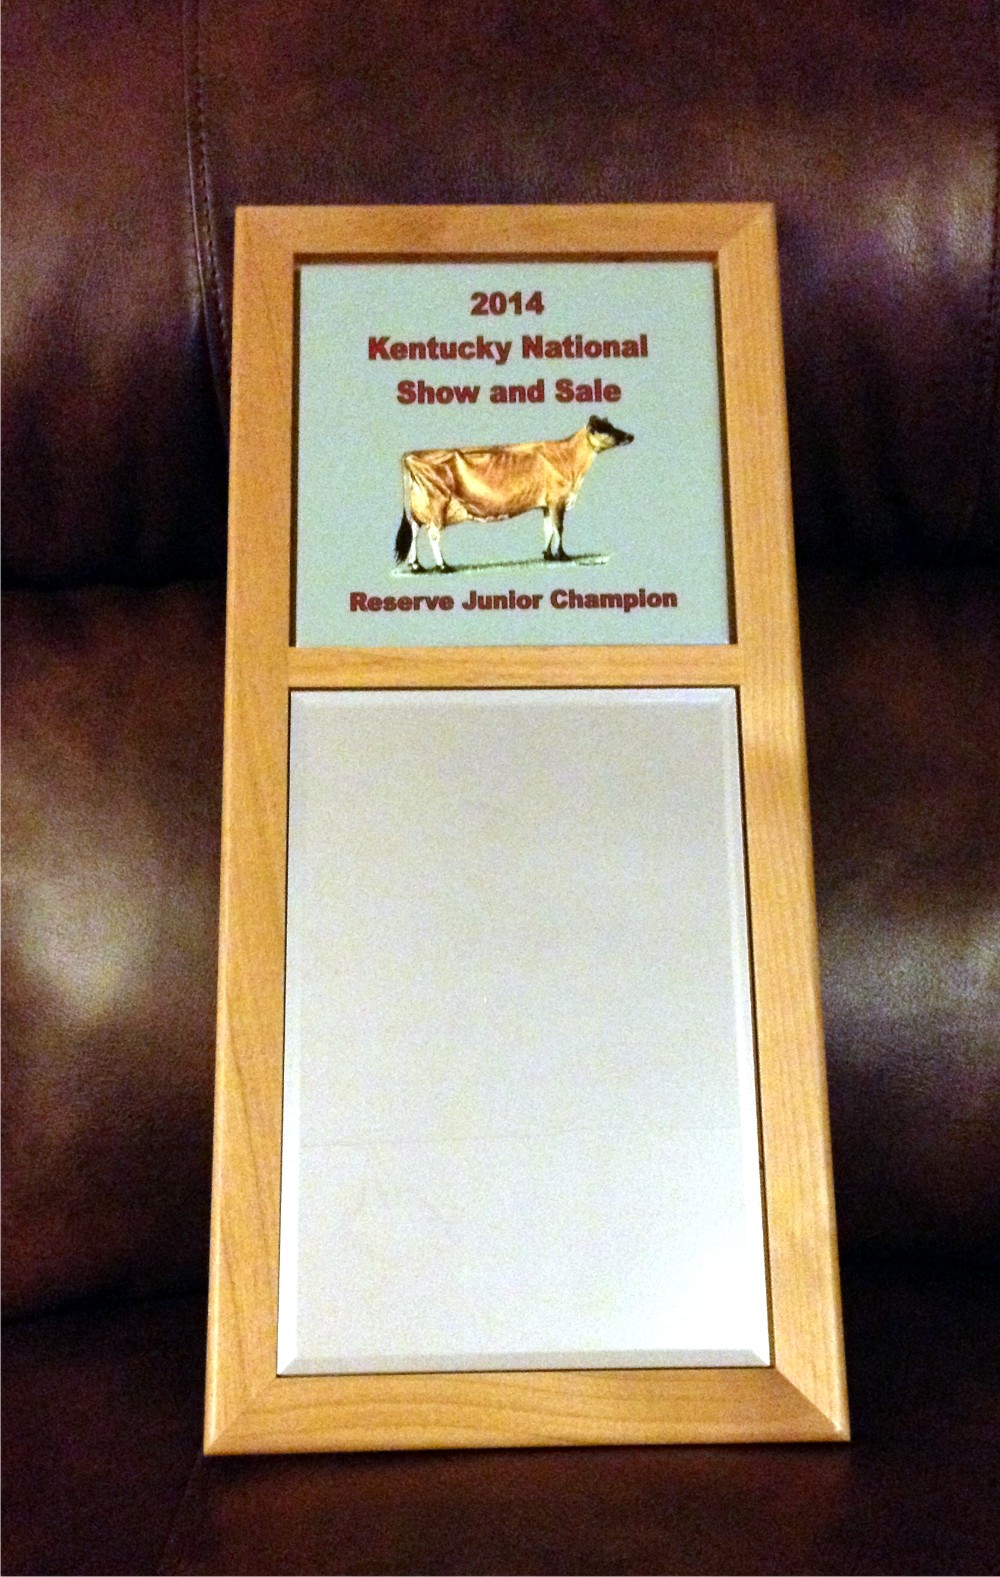 2014
Kentucky National
Show and Sale
Reserve Junior Champion